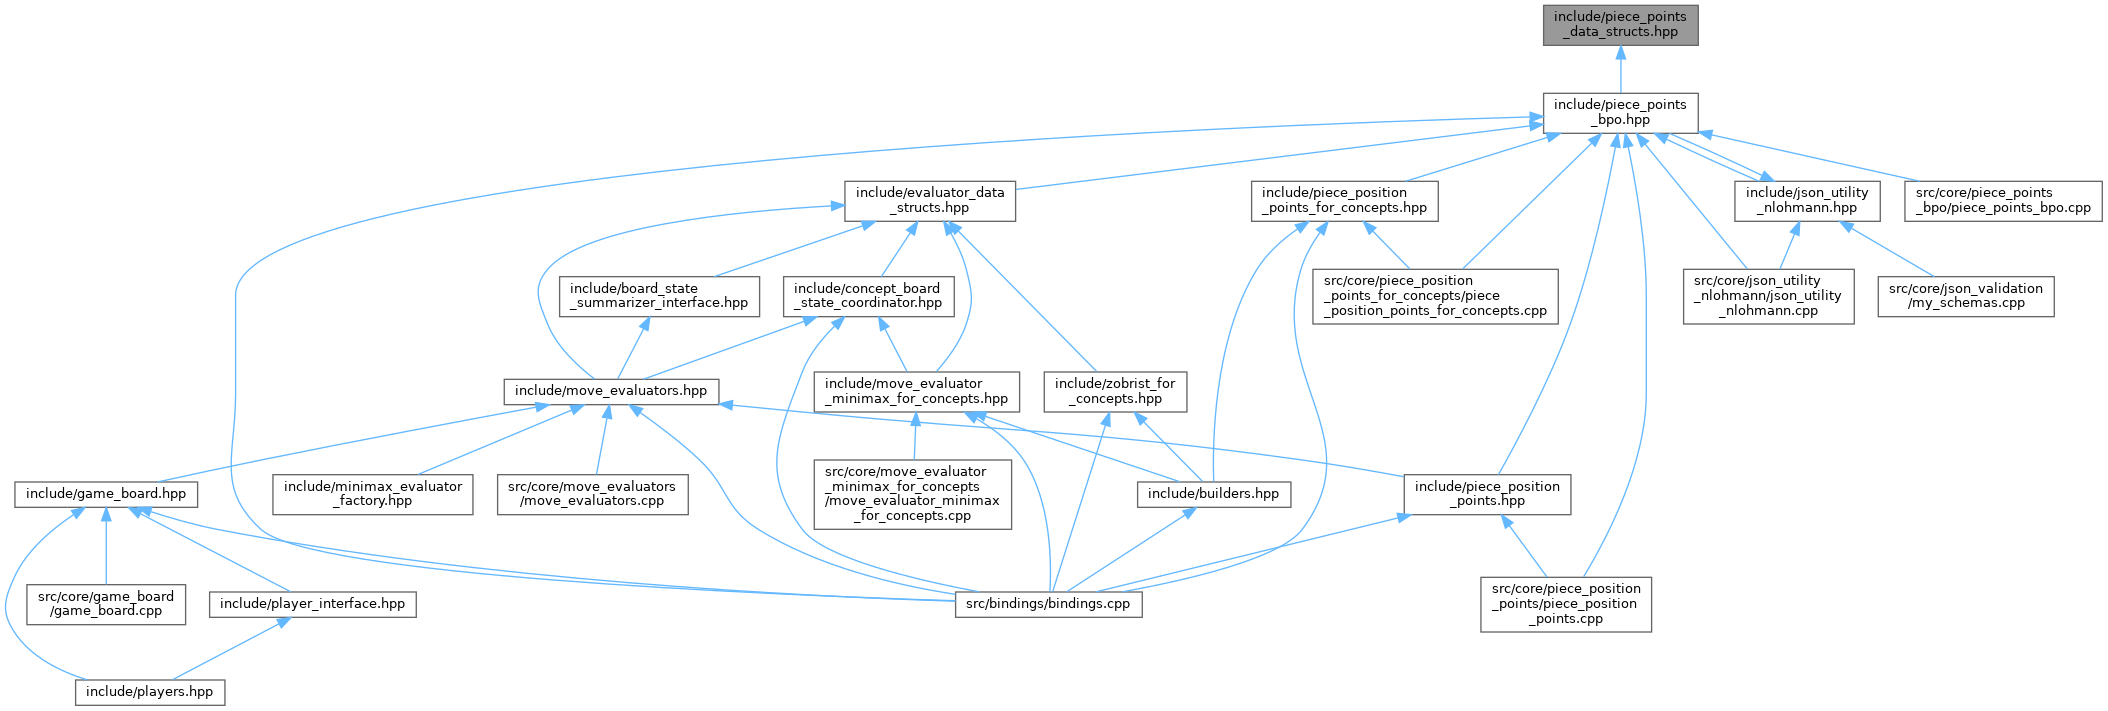 include/piece_points
_data_structs.hpp
include/piece_points
_bpo.hpp
include/evaluator_data
_structs.hpp
include/piece_position
_points_for_concepts.hpp
include/json_utility
_nlohmann.hpp
src/core/piece_points
_bpo/piece_points_bpo.cpp
include/board_state
_summarizer_interface.hpp
include/concept_board
_state_coordinator.hpp
src/core/piece_position
_points_for_concepts/piece
_position_points_for_concepts.cpp
src/core/json_utility
_nlohmann/json_utility
_nlohmann.cpp
src/core/json_validation
/my_schemas.cpp
include/move_evaluators.hpp
include/move_evaluator
_minimax_for_concepts.hpp
include/zobrist_for
_concepts.hpp
include/game_board.hpp
include/minimax_evaluator
_factory.hpp
src/core/move_evaluators
/move_evaluators.cpp
src/core/move_evaluator
_minimax_for_concepts
/move_evaluator_minimax
_for_concepts.cpp
include/builders.hpp
include/piece_position
_points.hpp
src/core/game_board
/game_board.cpp
include/player_interface.hpp
src/bindings/bindings.cpp
src/core/piece_position
_points/piece_position
_points.cpp
include/players.hpp